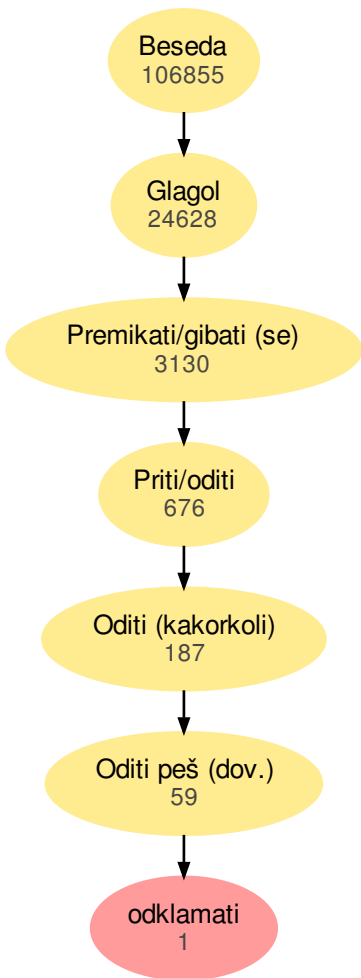 Beseda
106855
Glagol
24628
Premikati/gibati (se)
3130
Priti/oditi
676
Oditi (kakorkoli)
187
Oditi peš (dov.)
59
odklamati
1